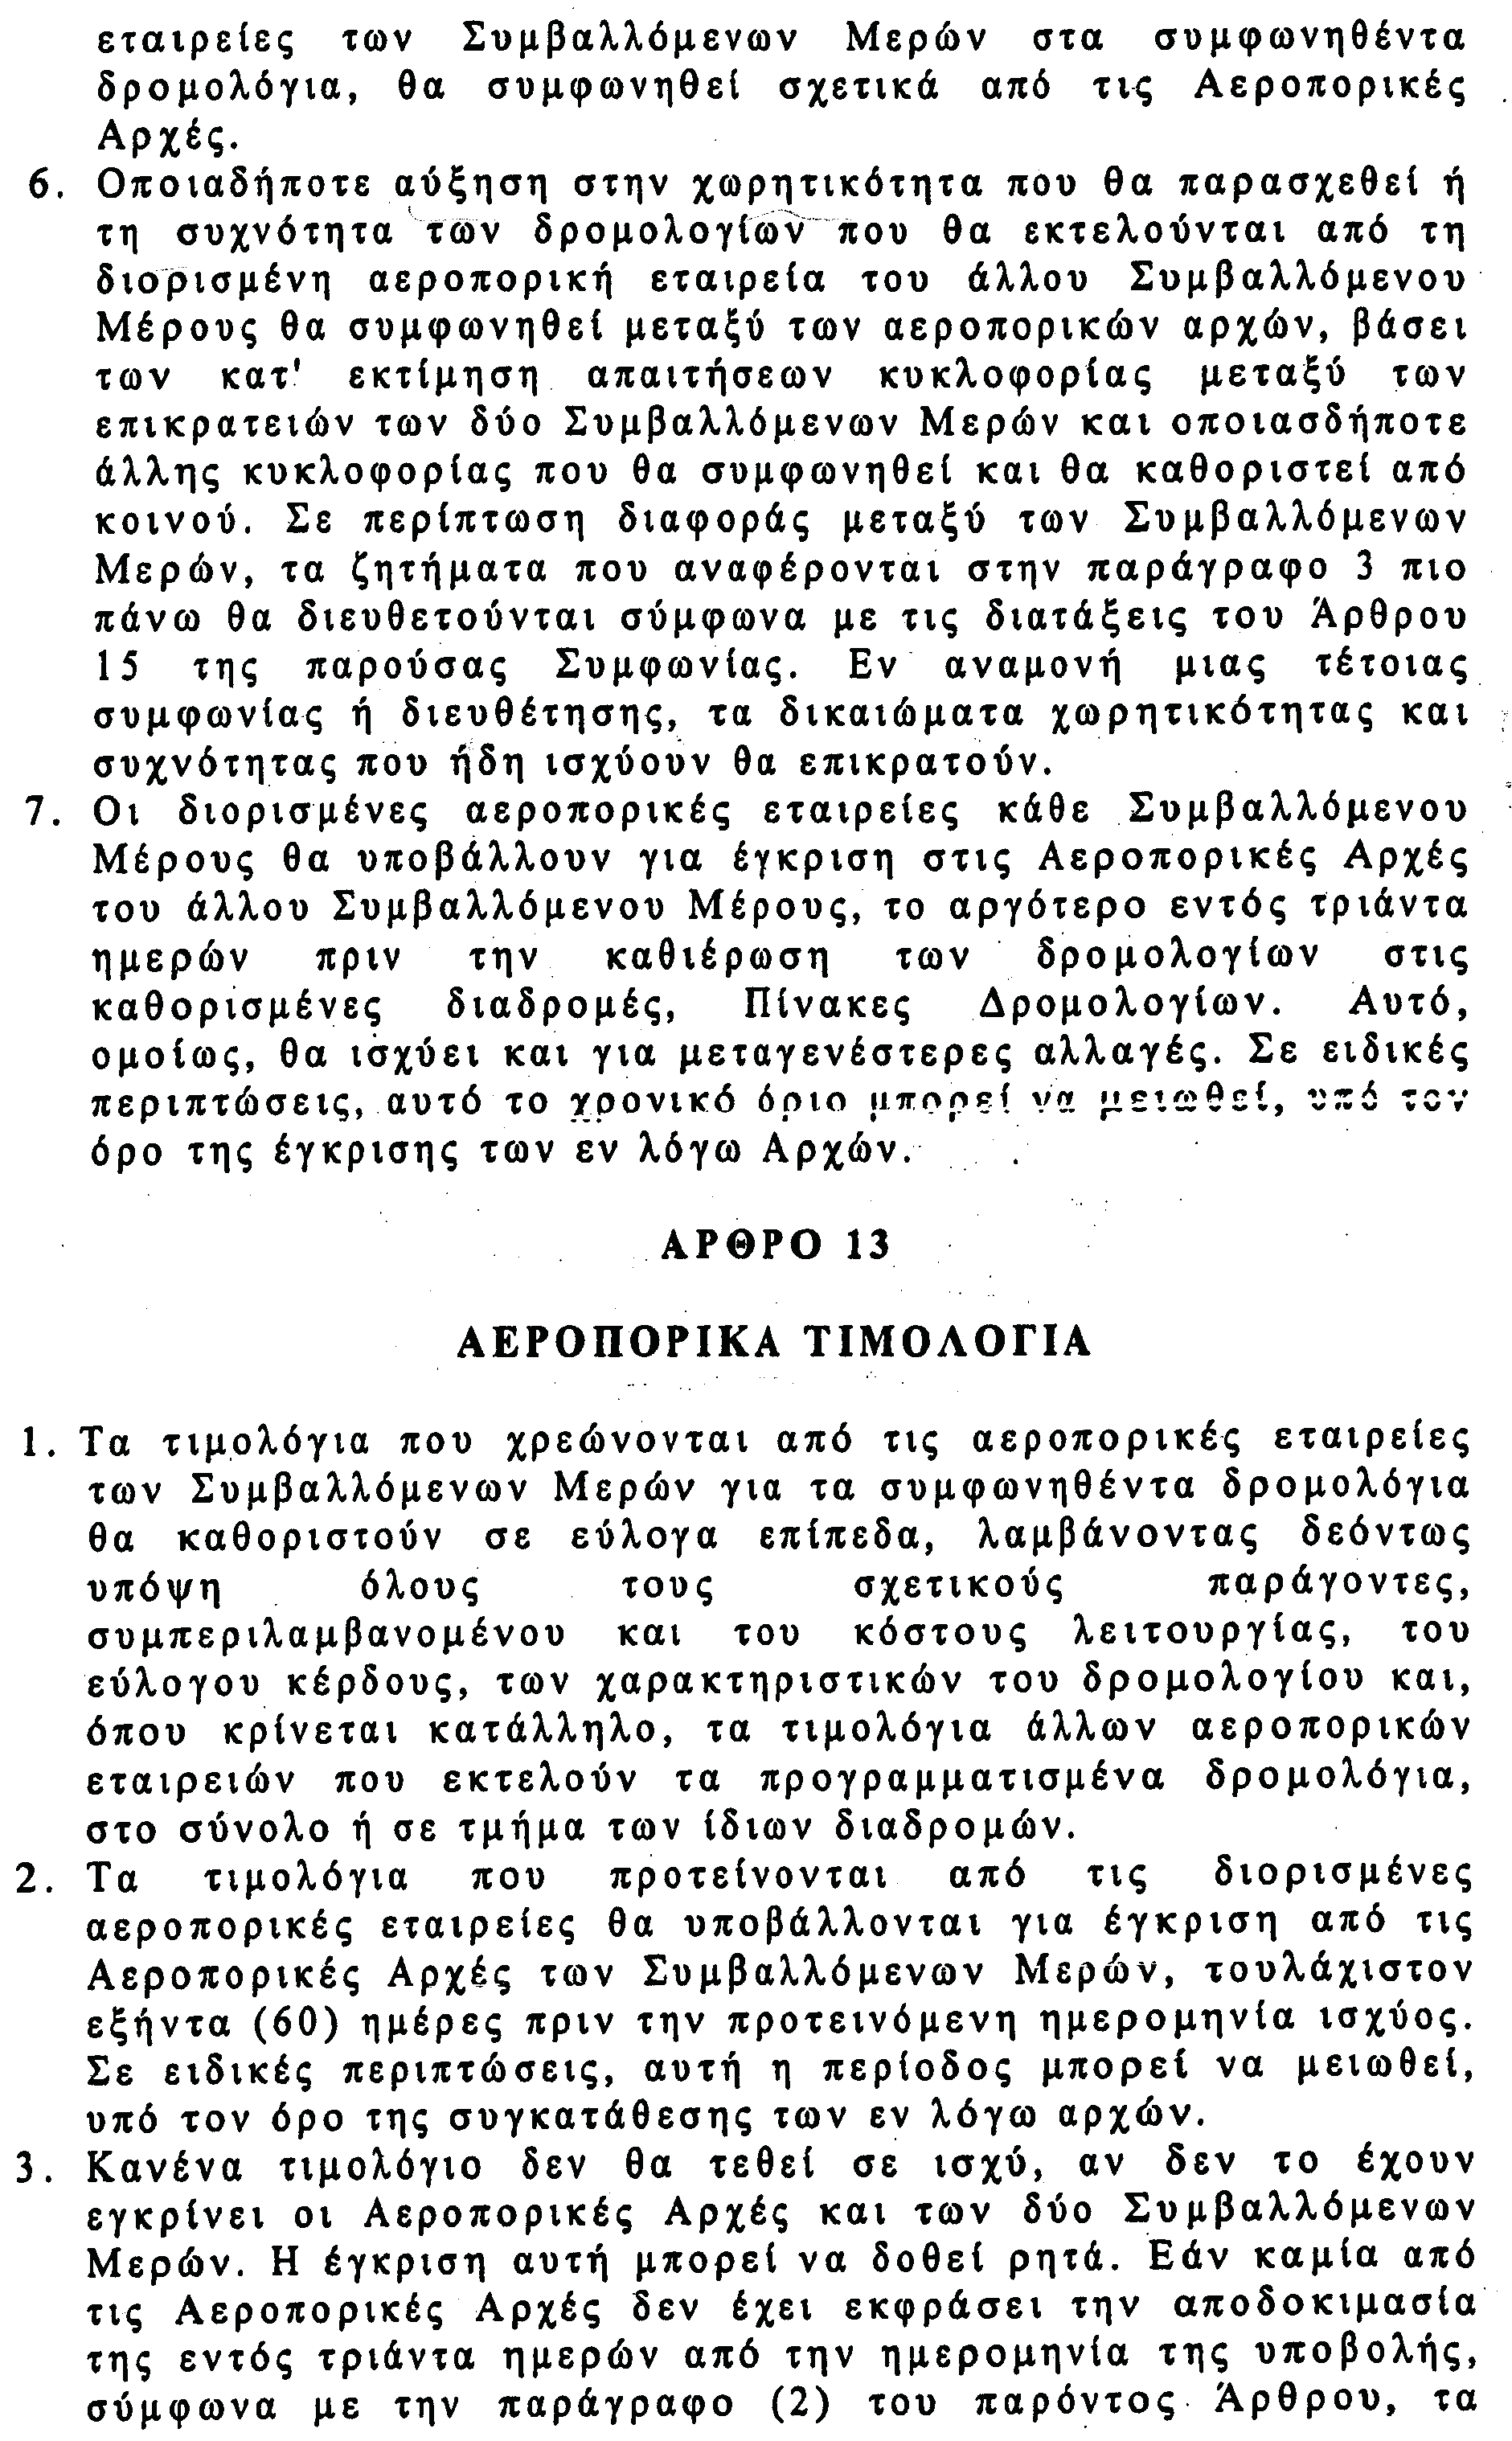 εταιρείες των Συμβαλλόμενων Μερών στα συμφωνηθέντα
δρομολόγια, θα συμφωνηθεί σχετικά από τις Αεροπορικές
Αρχές.
6. Οποιαδήποτε αύξηση στην χωρητικότητα που θα παρασχεθεί ή
τη συχνότητα των δρομολογίων που θα εκτελούνται από τη
διορισμένη αεροπορική εταιρεία του άλλου Συμβαλλόμενου
Μέρους θα συμφωνηθεί μεταξύ των αεροπορικών αρχών, βάσει
των κατ' εκτίμηση απαιτήσεων κυκλοφορίας μεταξύ των
επικρατειών των δύο Συμβαλλόμενων Μερών και οποιασδήποτε
άλλης κυκλοφορίας που θα συμφωνηθεί και θα καθοριστεί από
κοινού. Σε περίπτωση διαφοράς μεταξύ των Συμβαλλόμενων
Μερών, τα ζητήματα που αναφέρονται στην παράγραφο 3 πιο
πάνω θα διευθετούνται σύμφωνα με τις διατάξεις του Άρθρου
15 της παρούσας Συμφωνίας. Εν αναμονή μιας τέτοιας
συμφωνίας ή διευθέτησης, τα δικαιώματα χωρητικότητας και
συχνότητας που ήδη ισχύουν θα επικρατούν.
7. Οι διορισμένες αεροπορικές εταιρείες κάθε Συμβαλλόμενου
Μέρους θα υποβάλλουν για έγκριση στις Αεροπορικές Αρχές
του άλλου Συμβαλλόμενου Μέρους, το αργότερο εντός τριάντα
ημερών πριν την καθιέρωση των δρομολογίων στις
καθορισμένες διαδρομές, Πίνακες Δρομολογίων. Αυτό,
ομοίως, θα ισχύει και για μεταγενέστερες αλλαγές. Σε ειδικές
περιπτώσεις, αυτό το χρονικό όριο μπορεί να μειωθεί, υπό τον
όρο της έγκρισης των εν λόγω Αρχών.
ΑΡΘΡΟ 13
ΑΕΡΟΠΟΡΙΚΑ ΤΙΜΟΛΟΓΙΑ
1. Τα τιμολόγια που χρεώνονται από τις αεροπορικές εταιρείες
των Συμβαλλόμενων Μερών για τα συμφωνηθέντα δρομολόγια
θα καθοριστούν σε εύλογα επίπεδα, λαμβάνοντας δεόντως
υπόψη όλους τους σχετικούς παράγοντες,
συμπεριλαμβανομένου και του κόστους λειτουργίας, του
εύλογου κέρδους, των χαρακτηριστικών του δρομολογίου και,
όπου κρίνεται κατάλληλο, τα τιμολόγια άλλων αεροπορικών
εταιρειών που εκτελούν τα προγραμματισμένα δρομολόγια,
στο σύνολο ή σε τμήμα των ίδιων διαδρομών.
2. Τα τιμολόγια που προτείνονται από τις διορισμένες
αεροπορικές εταιρείες θα υποβάλλονται για έγκριση από τις
Αεροπορικές Αρχές των Συμβαλλόμενων Μερών, τουλάχιστον
εξήντα (60) ημέρες πριν την προτεινόμενη ημερομηνία ισχύος.
Σε ειδικές περιπτώσεις, αυτή η περίοδος μπορεί να μειωθεί,
υπό τον όρο της συγκατάθεσης των εν λόγω αρχών.
3. Κανένα τιμολόγιο δεν θα τεθεί σε ισχύ, αν δεν το έχουν
εγκρίνει οι Αεροπορικές Αρχές και των δύο Συμβαλλόμενων
Μερών. Η έγκριση αυτή μπορεί να δοθεί ρητά. Εάν καμία από
τις Αεροπορικές Αρχές δεν έχει εκφράσει την αποδοκιμασία
της εντός τριάντα ημερών από την ημερομηνία της υποβολής,
σύμφωνα με την παράγραφο (2) του παρόντος Άρθρου, τα